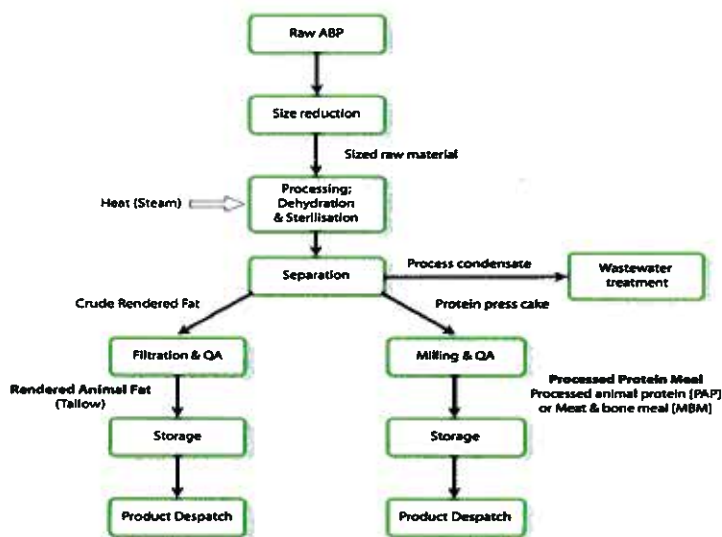 Raw ABP
Size reduction
Sized raw material
Heat (Steam)
Processing;
Dehydration
& Sterilisation
Process condensate
Separation
Wastewater
treatment
Crude Rendered Fat
Protein press cake
Filtration & QA
Milling & QA
Rendered Animal Fat
(Tallow)
Processed Protein Meal
Processed animal protein (PAP)
or Meat & bone meal (MBM)
Storage
Storage
Product Despatch
Product Despatch